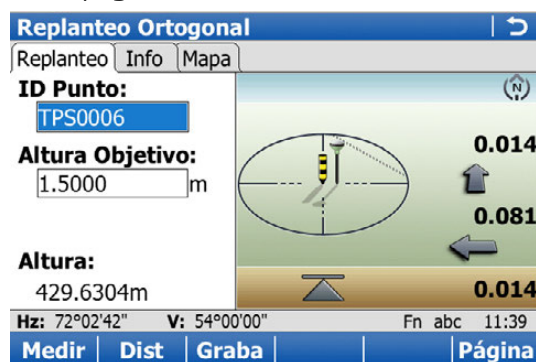 Replanteo Ortogonal
Replanteo Info Mapa
ID Punto:
TPS0006
N
Altura Objetivo:
1.5000 m
0.014
0.081
Altura:
429.6304m
0.014
Hz: 72°02'42" V: 54°00'00" Fn abc 11:39
Medir Dist Graba Página